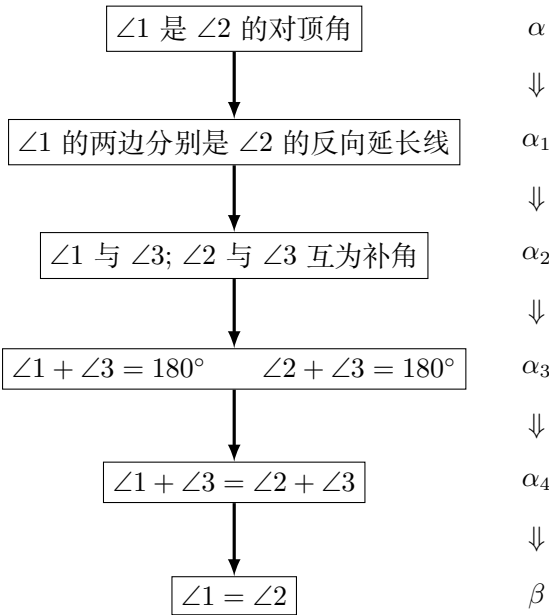 ∠1 是 ∠2 的对顶角 α
⇓
∠1 的两边分别是 ∠2 的反向延长线 α₁
⇓
∠1 与 ∠3; ∠2 与 ∠3 互为补角 α₂
⇓
∠1 + ∠3 = 180° ∠2 + ∠3 = 180° α₃
⇓
∠1 + ∠3 = ∠2 + ∠3 α₄
⇓
∠1 = ∠2 β